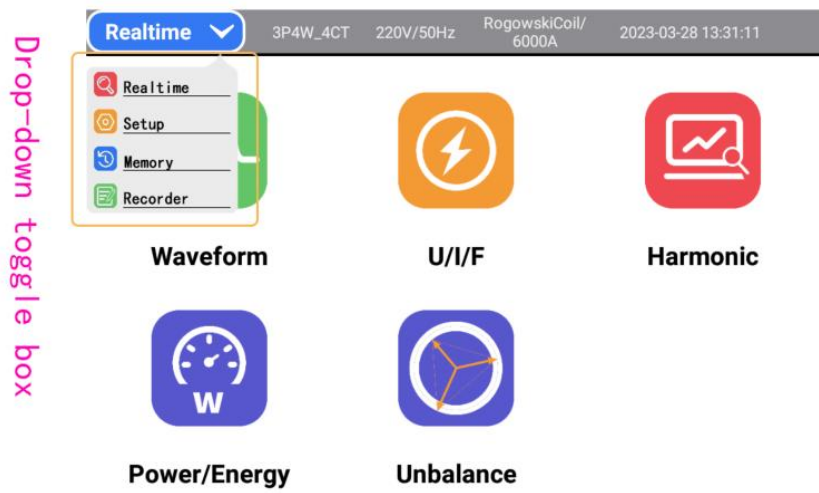 Realtime
3P4W_4CT
220V/50Hz
RogowskiCoil/
6000A
2023-03-28 13:31:11
Drop-down toggle box
Realtime
Setup
Memory
Recorder
Waveform
U/I/F
Harmonic
W
Power/Energy
Unbalance